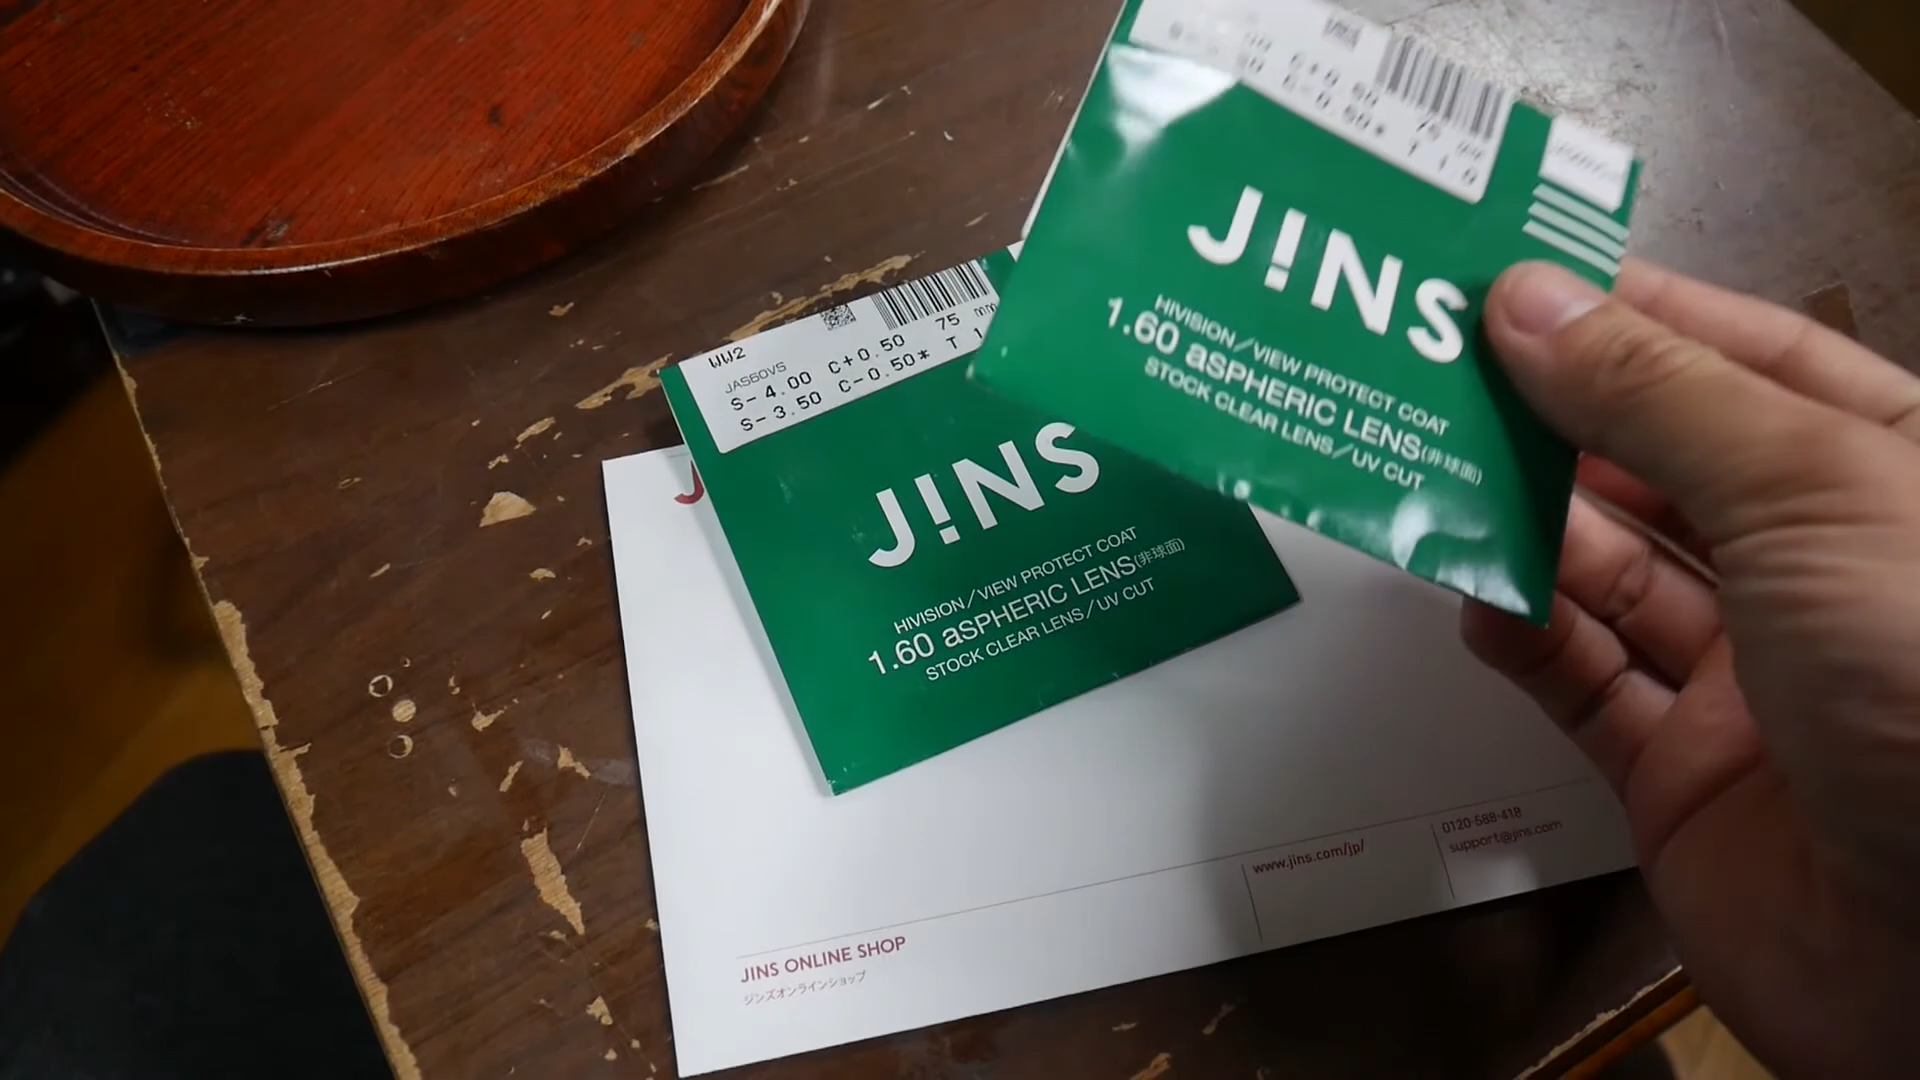 WW2
JAS60VS
75 mm
S- 4.00 C+0.50
S- 3.50 C-0.50* T
J!NS
HIVISION/VIEW PROTECT COAT
1.60 aSPHERIC LENS(非球面)
STOCK CLEAR LENS/UV CUT
J!NS
HIVISION/VIEW PROTECT COAT
1.60 aSPHERIC LENS(非球面)
STOCK CLEAR LENS/UV CUT
JINS ONLINE SHOP
ジンズオンラインショップ
www.jins.com/jp/
0120-588-418
support@jins.com